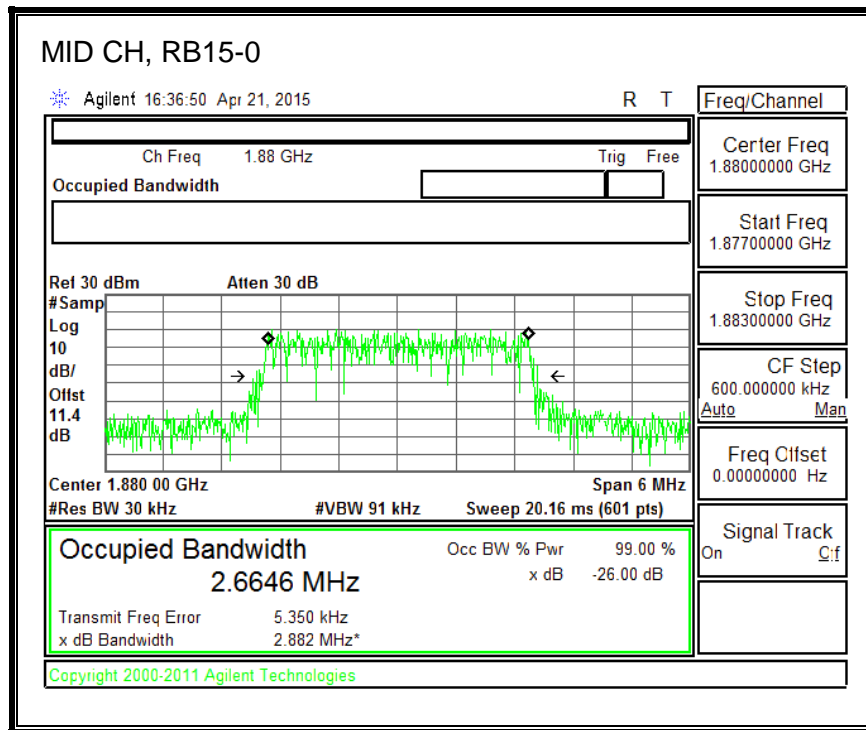 MID CH, RB15-0
Agilent 16:36:50 Apr 21, 2015 R T
Ch Freq 1.88 GHz Trig Free
Occupied Bandwidth
Ref 30 dBm Atten 30 dB
#Samp
Log
10
dB/
Offst
11.4
dB
Center 1.880 00 GHz Span 6 MHz
#Res BW 30 kHz #VBW 91 kHz Sweep 20.16 ms (601 pts)
Occupied Bandwidth Occ BW % Pwr 99.00 %
2.6646 MHz x dB -26.00 dB
Transmit Freq Error 5.350 kHz
x dB Bandwidth 2.882 MHz*
Copyright 2000-2011 Agilent Technologies
Freq/Channel
Center Freq
1.88000000 GHz
Start Freq
1.87700000 GHz
Stop Freq
1.88300000 GHz
CF Step
600.000000 kHz
Auto Man
Freq Offset
0.00000000 Hz
Signal Track
On Off